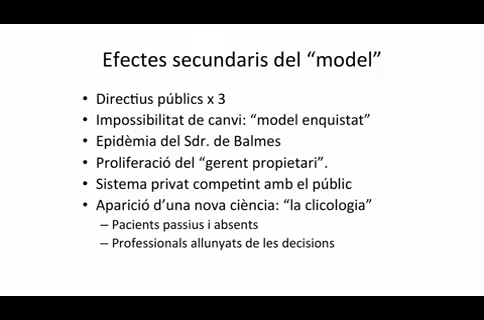 Efectes secundaris del “model”
• Directius públics x 3
• Impossibilitat de canvi: “model enquistat”
• Epidèmia del Sdr. de Balmes
• Proliferació del “gerent propietari”.
• Sistema privat competint amb el públic
• Aparició d’una nova ciència: “la clicologia”
– Pacients passius i absents
– Professionals allunyats de les decisions